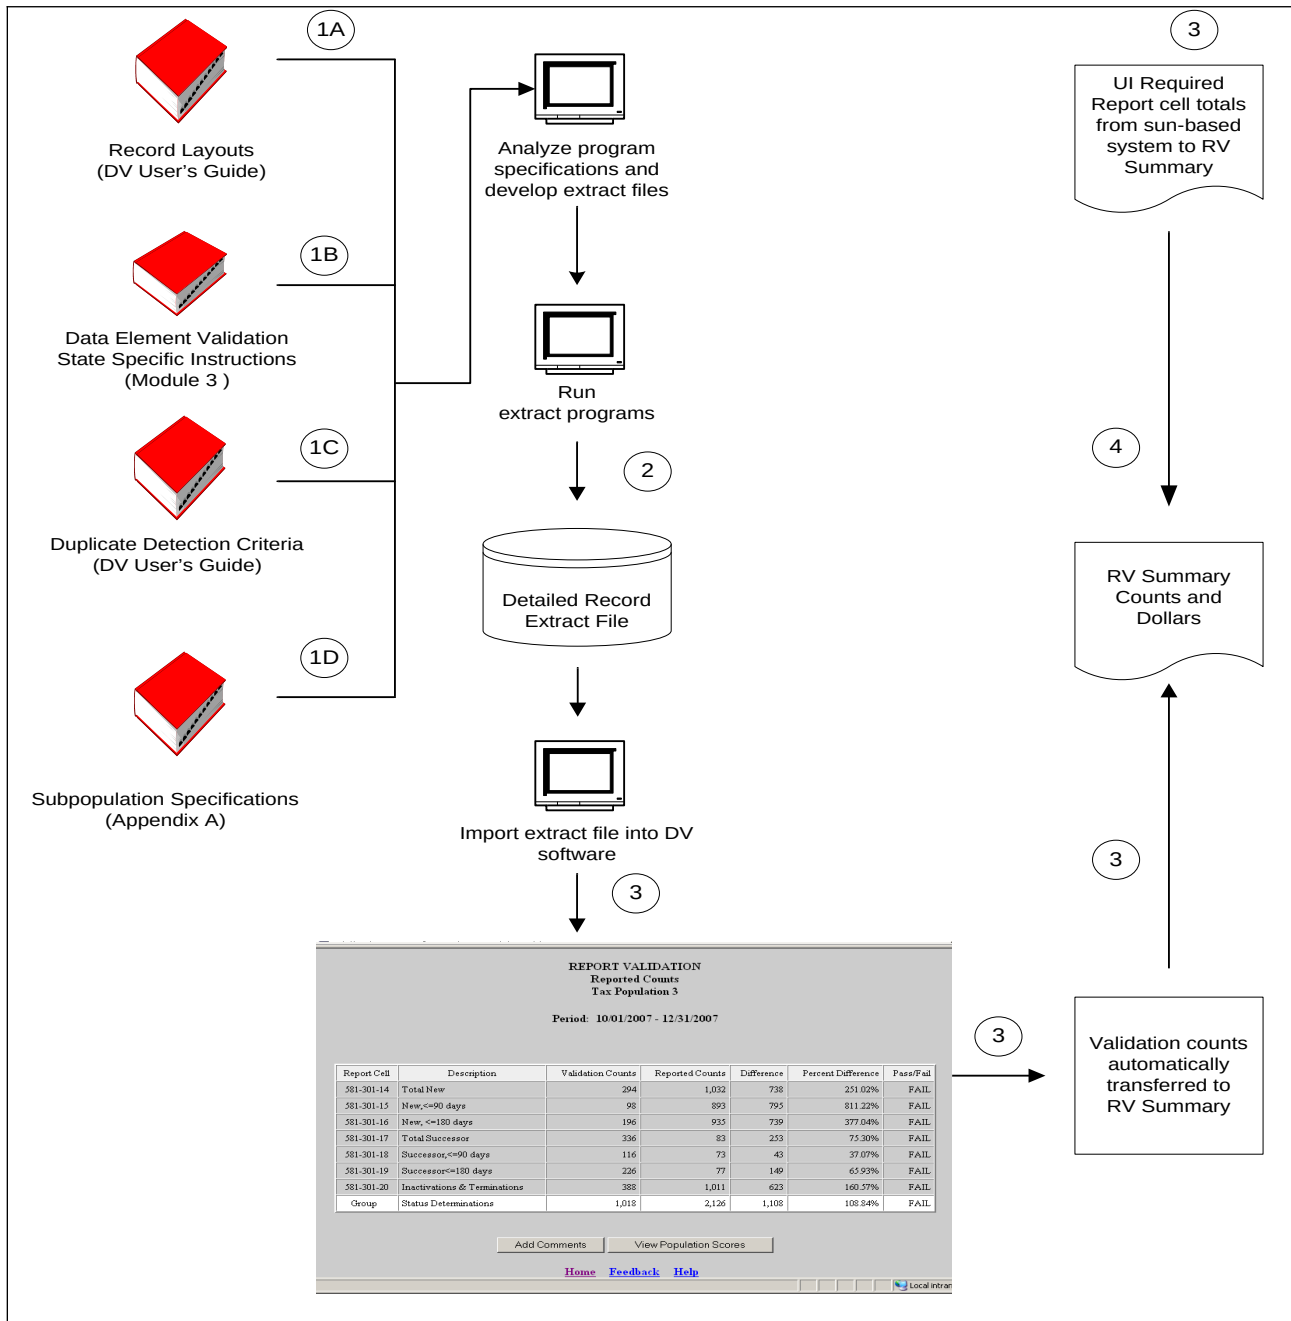 1A
Record Layouts
(DV User's Guide)
1B
Data Element Validation
State Specific Instructions
(Module 3 )
1C
Duplicate Detection Criteria
(DV User's Guide)
1D
Subpopulation Specifications
(Appendix A)
Analyze program
specifications and
develop extract files
Run
extract programs
2
Detailed Record
Extract File
Import extract file into DV
software
3
REPORT VALIDATION
Reported Counts
Tax Population 3
Period: 10/01/2007 - 12/31/2007
Report Cell Description Validation Counts Reported Counts Difference Percent Difference Pass/Fail
581-301-14 Total New 294 1,032 738 251.02% FAIL
581-301-15 New,<=90 days 98 893 795 811.22% FAIL
581-301-16 New, <=180 days 196 935 739 377.04% FAIL
581-301-17 Total Successor 336 83 253 75.30% FAIL
581-301-18 Successor,<=90 days 116 73 43 37.07% FAIL
581-301-19 Successor<=180 days 226 77 149 65.93% FAIL
581-301-20 Inactivations & Terminations 388 1,011 623 160.57% FAIL
Group Status Determinations 1,018 2,126 1,108 108.84% FAIL
Add Comments View Population Scores
Home Feedback Help
Local intran
3
Validation counts
automatically
transferred to
RV Summary
3
RV Summary
Counts and
Dollars
4
3
UI Required
Report cell totals
from sun-based
system to RV
Summary